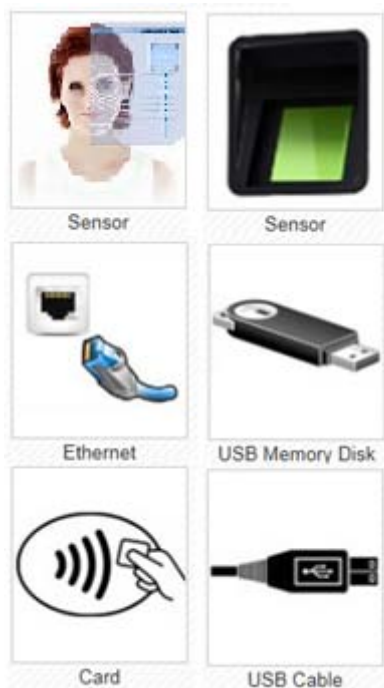 Sensor
Sensor
Ethernet
USB Memory Disk
Card
USB Cable